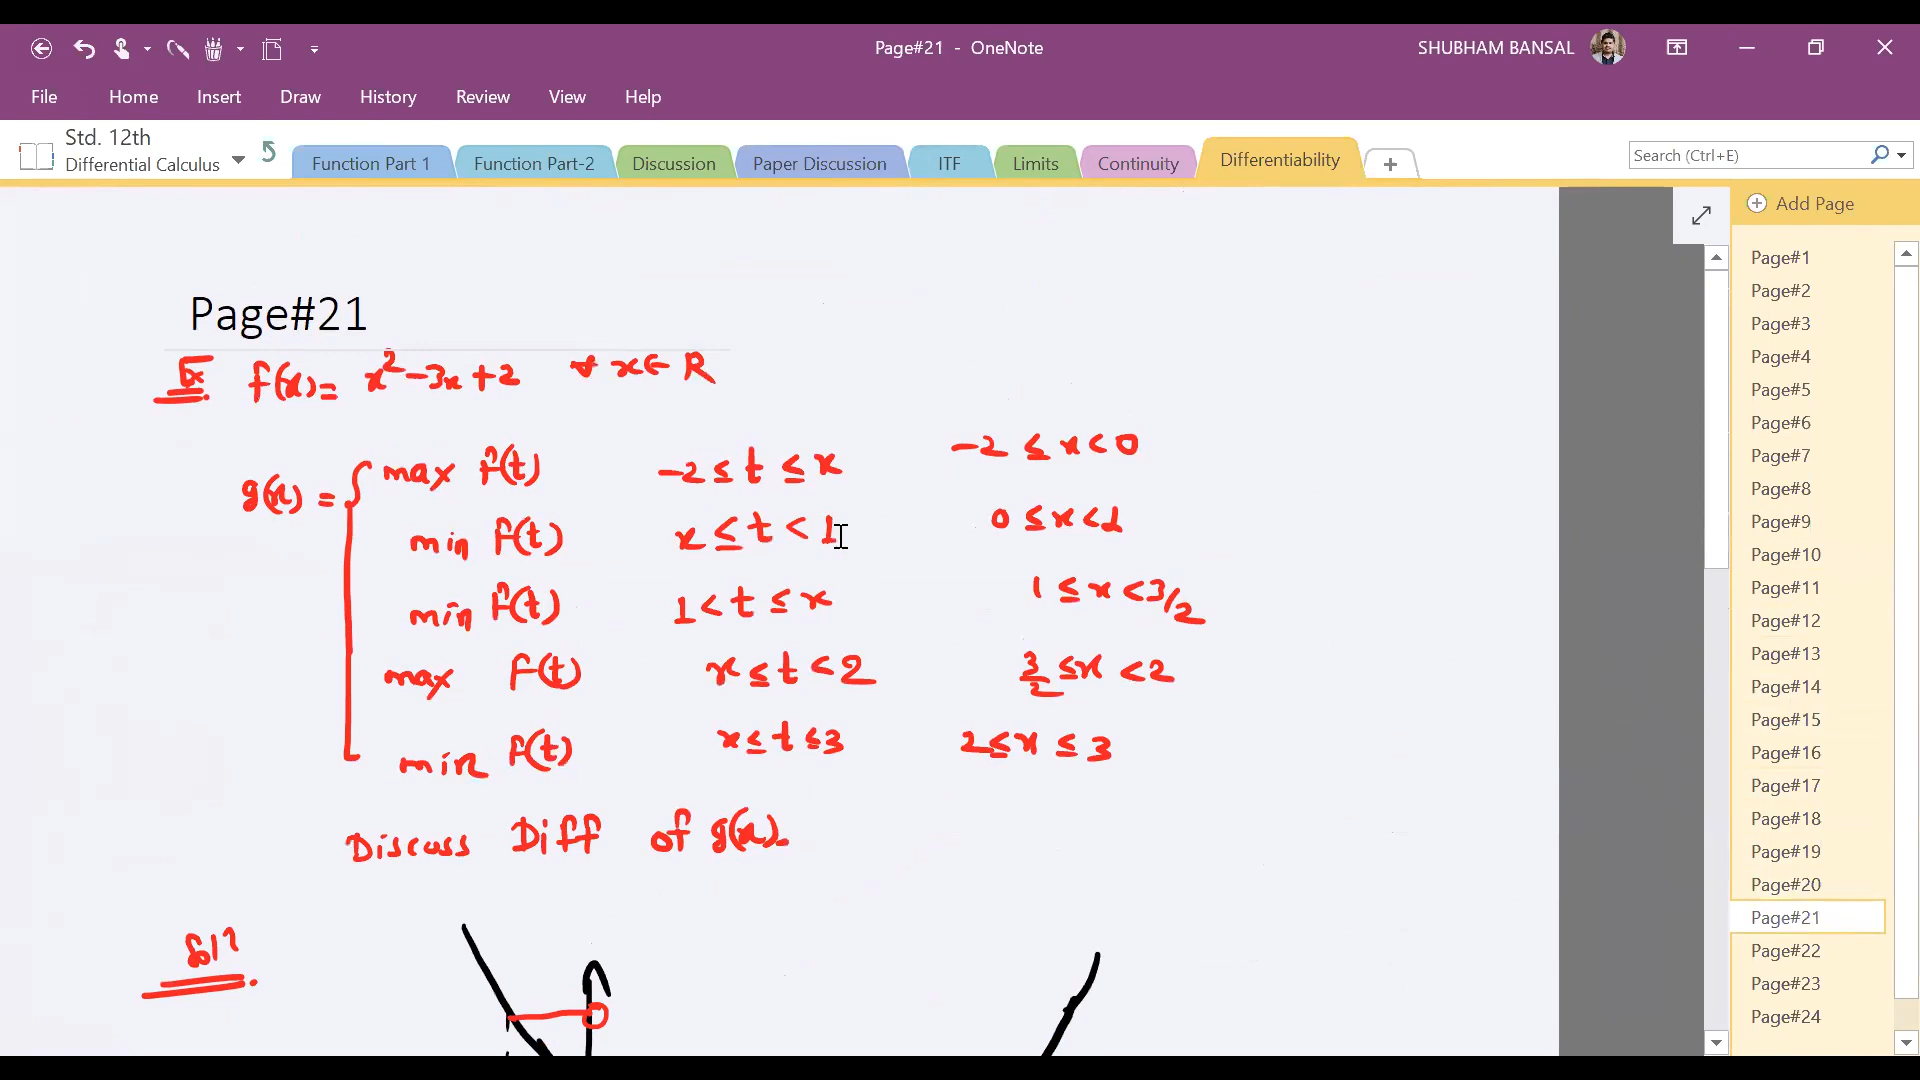 Page#21 - OneNote
SHUBHAM BANSAL
File Home Insert Draw History Review View Help
Std. 12th
Differential Calculus
Function Part 1 Function Part-2 Discussion Paper Discussion ITF Limits Continuity Differentiability
Search (Ctrl+E)
Add Page
Page#21
Ex f(x)= x²-3x+2 ∀ x∈R
g(x) = { max f(t) -2 ≤ t ≤ x -2 ≤ x < 0
min f(t) x ≤ t < 1 0 ≤ x < 1
min f(t) 1 < t ≤ x 1 ≤ x < 3/2
max f(t) x ≤ t < 2 3/2 ≤ x < 2
min f(t) x ≤ t ≤ 3 2 ≤ x ≤ 3
Discuss Diff of g(x).
Page#1
Page#2
Page#3
Page#4
Page#5
Page#6
Page#7
Page#8
Page#9
Page#10
Page#11
Page#12
Page#13
Page#14
Page#15
Page#16
Page#17
Page#18
Page#19
Page#20
Page#21
Page#22
Page#23
Page#24